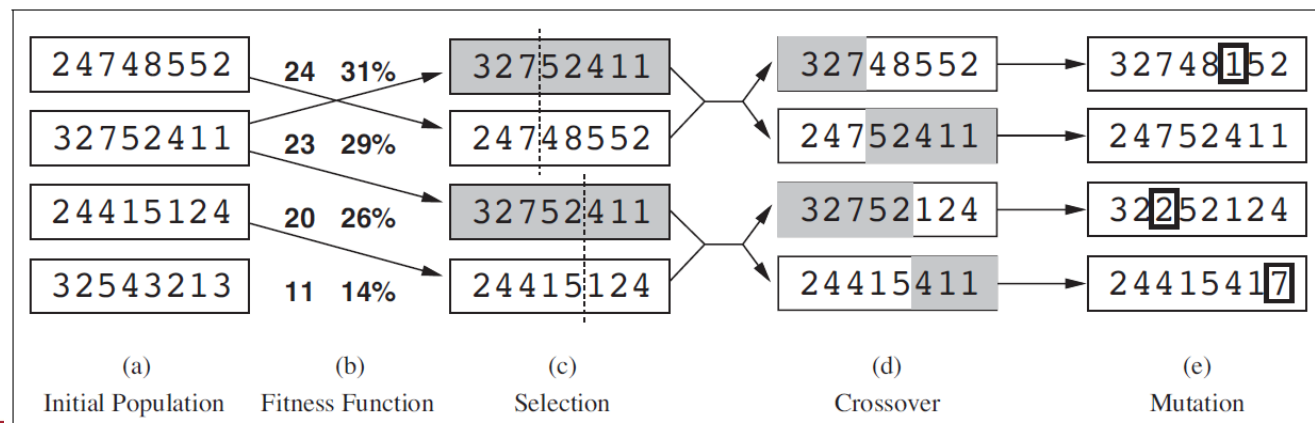 24748552 24 31% 32752411 32748552 32748152
32752411 23 29% 24748552 24752411 24752411
24415124 20 26% 32752411 32752124 32252124
32543213 11 14% 24415124 24415411 24415417
(a) (b) (c) (d) (e)
Initial Population Fitness Function Selection Crossover Mutation